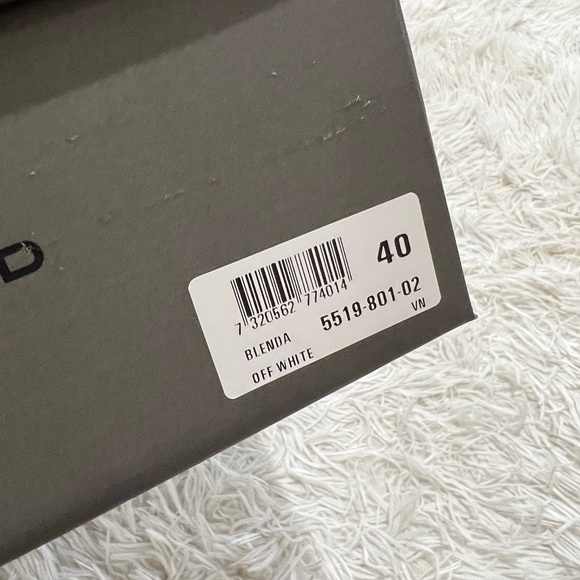 D
40
7 320562 774014
5519-801-02
BLENDA
VN
OFF WHITE